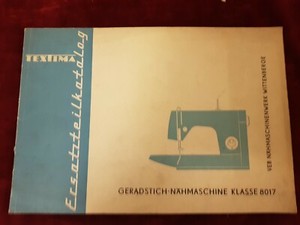 TEXTIMA
Ersatzteilkatalog
GERADSTICH-NÄHMASCHINE KLASSE 8017
VEB NÄHMASCHINENWERK WITTENBERGE